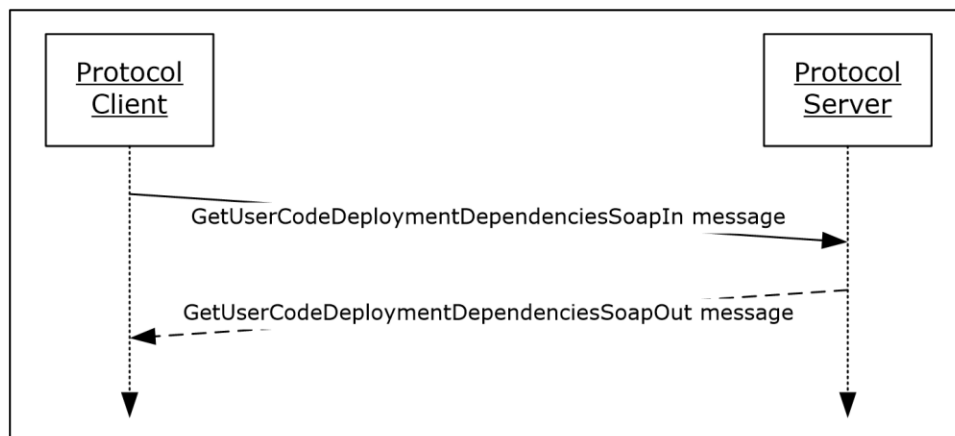 Protocol
Client
Protocol
Server
GetUserCodeDeploymentDependenciesSoapIn message
GetUserCodeDeploymentDependenciesSoapOut message